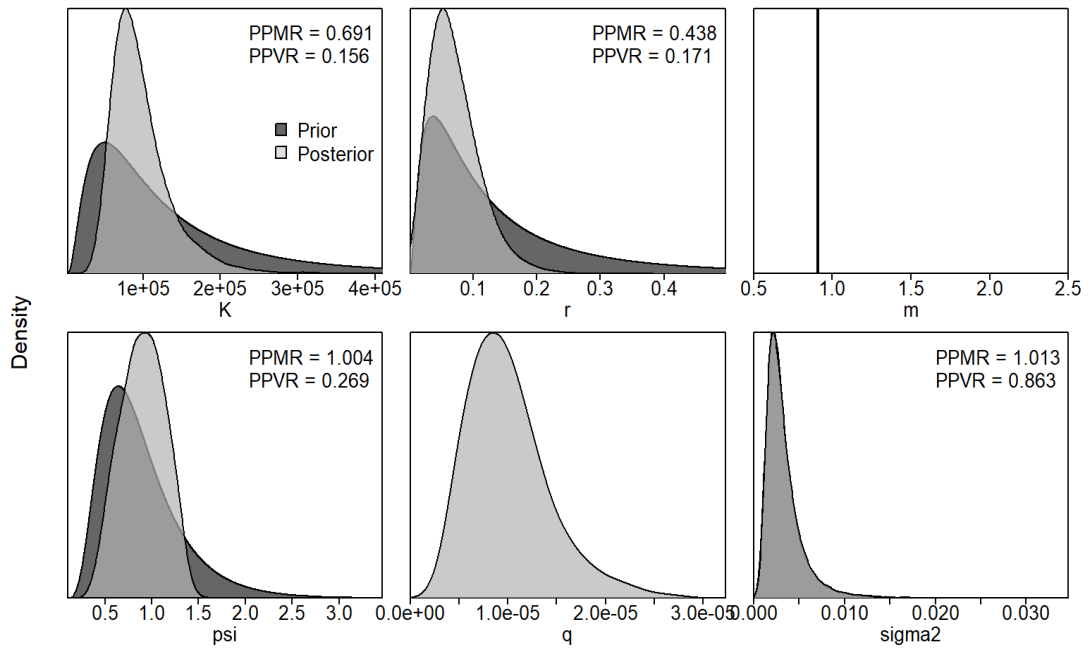 PPMR = 0.691
PPVR = 0.156
Prior
Posterior
1e+05 2e+05 3e+05 4e+05
K
PPMR = 0.438
PPVR = 0.171
0.1 0.2 0.3 0.4
r
0.5 1.0 1.5 2.0 2.5
m
Density
PPMR = 1.004
PPVR = 0.269
0.5 1.0 1.5 2.0 2.5 3.0
psi
0.0e+00 1.0e-05 2.0e-05 3.0e-05
q
PPMR = 1.013
PPVR = 0.863
0.000 0.010 0.020 0.030
sigma2